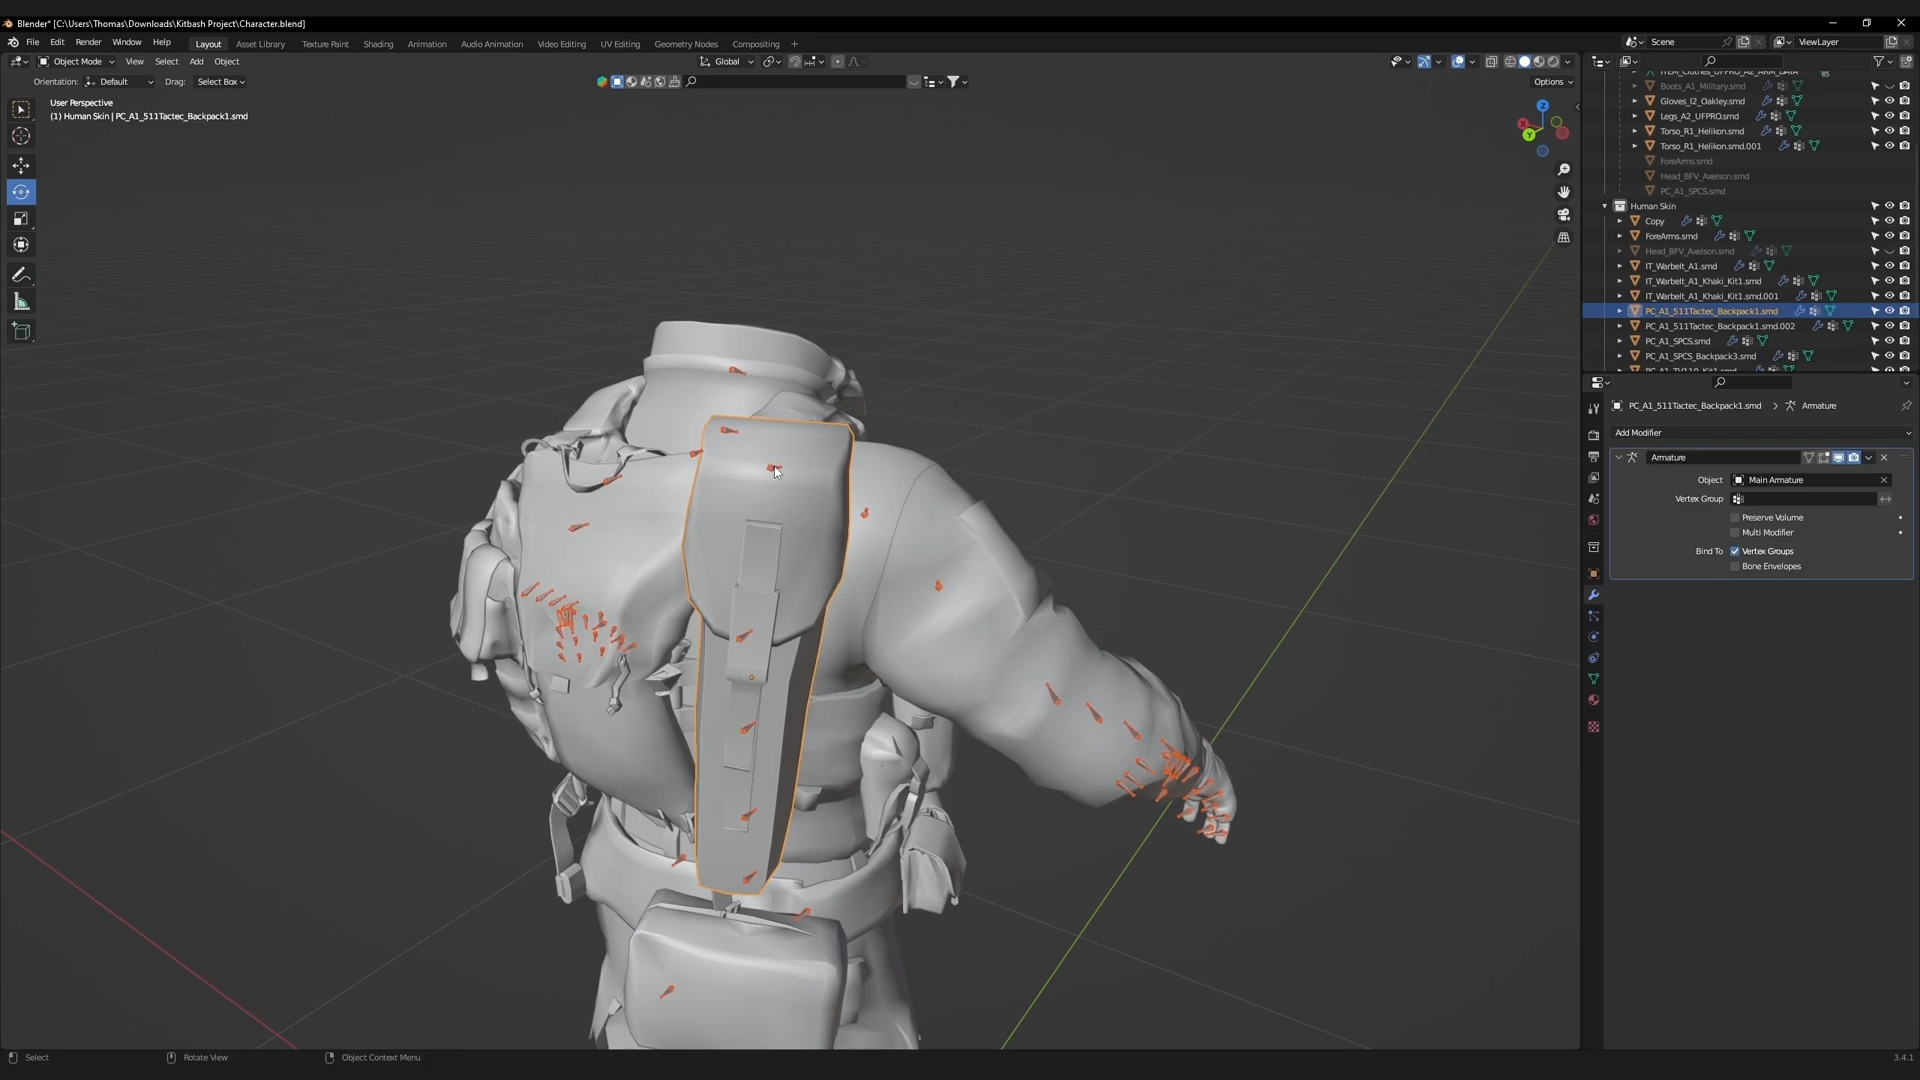 Blender* [C:\Users\Thomas\Downloads\Kitbash Project\Character.blend]
File Edit Render Window Help Layout Asset Library Texture Paint Shading Animation Audio Animation Video Editing UV Editing Geometry Nodes Compositing + Scene ViewLayer
Object Mode View Select Add Object Global
Orientation: Default Drag: Select Box Options
User Perspective
(1) Human Skin | PC_A1_511Tactec_Backpack1.smd
Z
X
Y
ITEM_Clothes_UFPRO_A2_ARM_DATA
Boots_A1_Military.smd
Gloves_I2_Oakley.smd
Legs_A2_UFPRO.smd
Torso_R1_Helikon.smd
Torso_R1_Helikon.smd.001
ForeArms.smd
Head_BFV_Axelson.smd
PC_A1_SPCS.smd
Human Skin
Copy
ForeArms.smd
Head_BFV_Axelson.smd
IT_Warbelt_A1.smd
IT_Warbelt_A1_Khaki_Kit1.smd
IT_Warbelt_A1_Khaki_Kit1.smd.001
PC_A1_511Tactec_Backpack1.smd
PC_A1_511Tactec_Backpack1.smd.002
PC_A1_SPCS.smd
PC_A1_SPCS_Backpack3.smd
PC_A1_TV110_Kit1.smd
PC_A1_511Tactec_Backpack1.smd > Armature
Add Modifier
Armature
Object Main Armature
Vertex Group
Preserve Volume
Multi Modifier
Bind To Vertex Groups
Bone Envelopes
Select Rotate View Object Context Menu 3.4.1